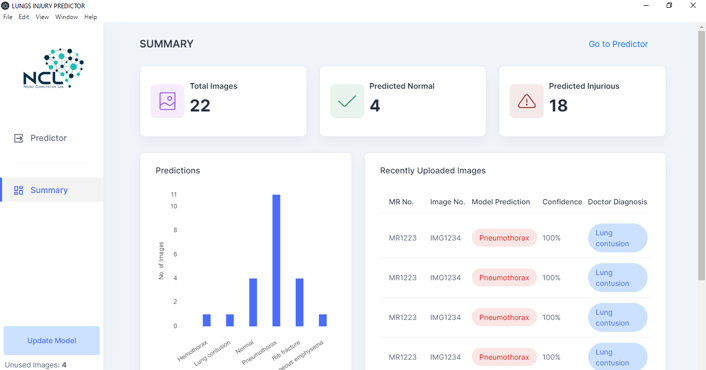 LUNGS INJURY PREDICTOR
File Edit View Window Help
NCL
Neuro Computation Lab
Predictor
Summary
Update Model
Unused Images: 4
SUMMARY
Go to Predictor
Total Images
22
Predicted Normal
4
Predicted Injurious
18
Predictions
No. of Images
11
10
8
6
4
2
0
Hemothorax
Lung contusion
Normal
Pneumothorax
Rib fracture
geous emphysema
Recently Uploaded Images
MR No. Image No. Model Prediction Confidence Doctor Diagnosis
MR1223 IMG1234 Pneumothorax 100% Lung
contusion
MR1223 IMG1234 Pneumothorax 100% Lung
contusion
MR1223 IMG1234 Pneumothorax 100% Lung
contusion
MR1223 IMG1234 Pneumothorax 100% Lung
contusion